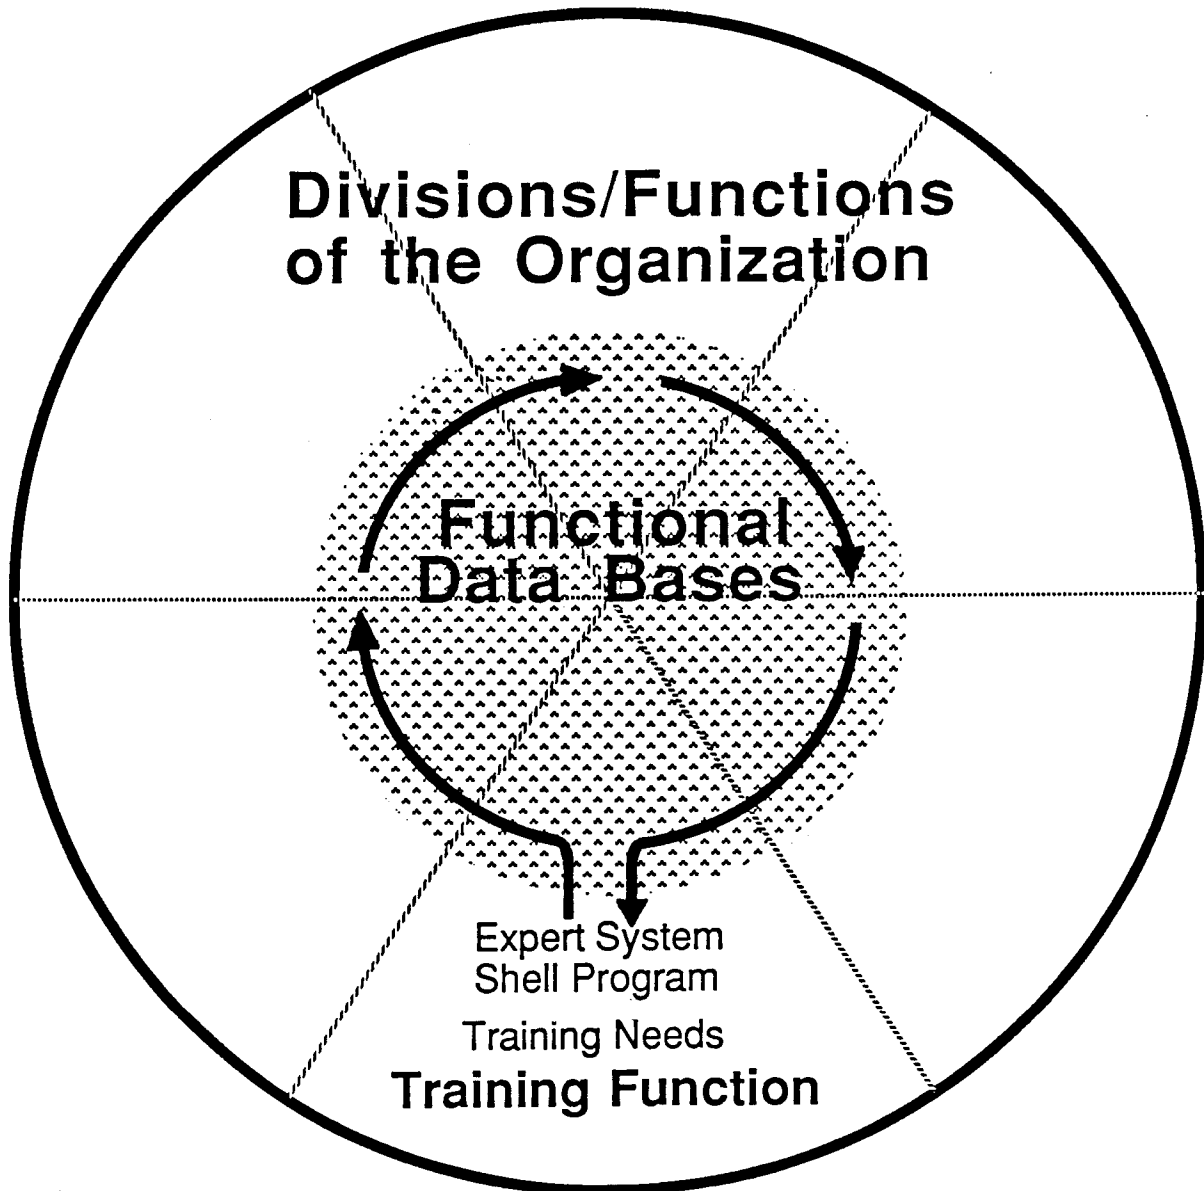 Divisions/Functions
of the Organization
Functional
Data Bases
Expert System
Shell Program
Training Needs
Training Function